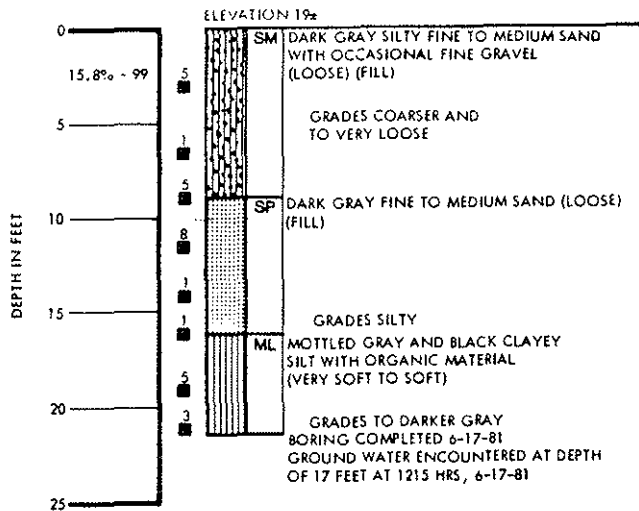 ELEVATION 19±
0
SM
DARK GRAY SILTY FINE TO MEDIUM SAND
WITH OCCASIONAL FINE GRAVEL
(LOOSE) (FILL)
15.8% - 99
5
GRADES COARSER AND
TO VERY LOOSE
5
1
5
SP
DARK GRAY FINE TO MEDIUM SAND (LOOSE)
(FILL)
10
8
DEPTH IN FEET
1
15
GRADES SILTY
1
ML
MOTTLED GRAY AND BLACK CLAYEY
SILT WITH ORGANIC MATERIAL
(VERY SOFT TO SOFT)
5
20
3
GRADES TO DARKER GRAY
BORING COMPLETED 6-17-81
GROUND WATER ENCOUNTERED AT DEPTH
OF 17 FEET AT 1215 HRS, 6-17-81
25